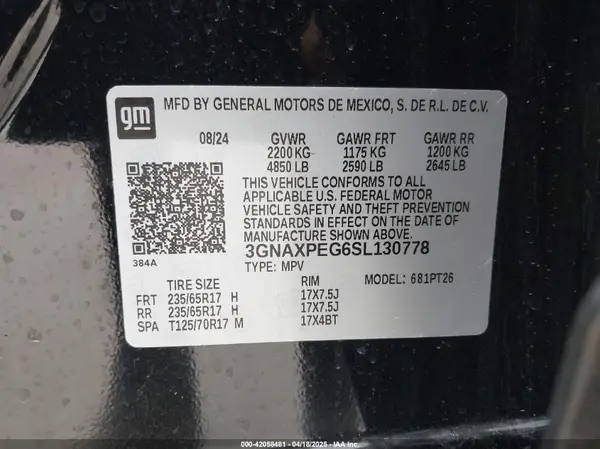 gm
MFD BY GENERAL MOTORS DE MEXICO, S. DE R.L. DE C.V.
08/24 GVWR GAWR FRT GAWR RR
2200 KG 1175 KG 1200 KG
4850 LB 2590 LB 2645 LB
THIS VEHICLE CONFORMS TO ALL
APPLICABLE U.S. FEDERAL MOTOR
VEHICLE SAFETY AND THEFT PREVENTION
STANDARDS IN EFFECT ON THE DATE OF
MANUFACTURE SHOWN ABOVE.
384A
3GNAXPEG6SL130778
TYPE: MPV MODEL: 681PT26
TIRE SIZE RIM
FRT 235/65R17 H 17X7.5J
RR 235/65R17 H 17X7.5J
SPA T125/70R17 M 17X4BT
000-42058481 - 04/18/2025 - IAA Inc.